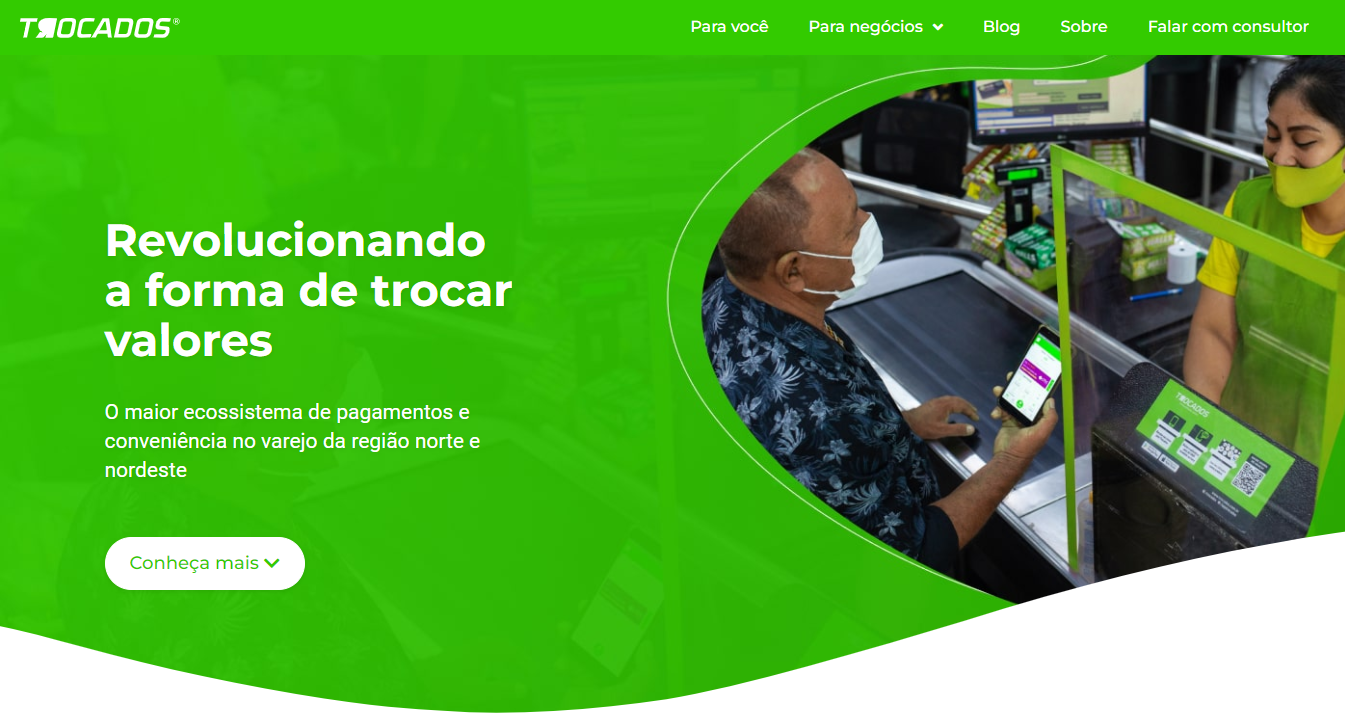 TROCADOS®
Para você
Para negócios
Blog
Sobre
Falar com consultor
Revolucionando
a forma de trocar
valores
O maior ecossistema de pagamentos e
conveniência no varejo da região norte e
nordeste
Conheça mais
TROCADOS